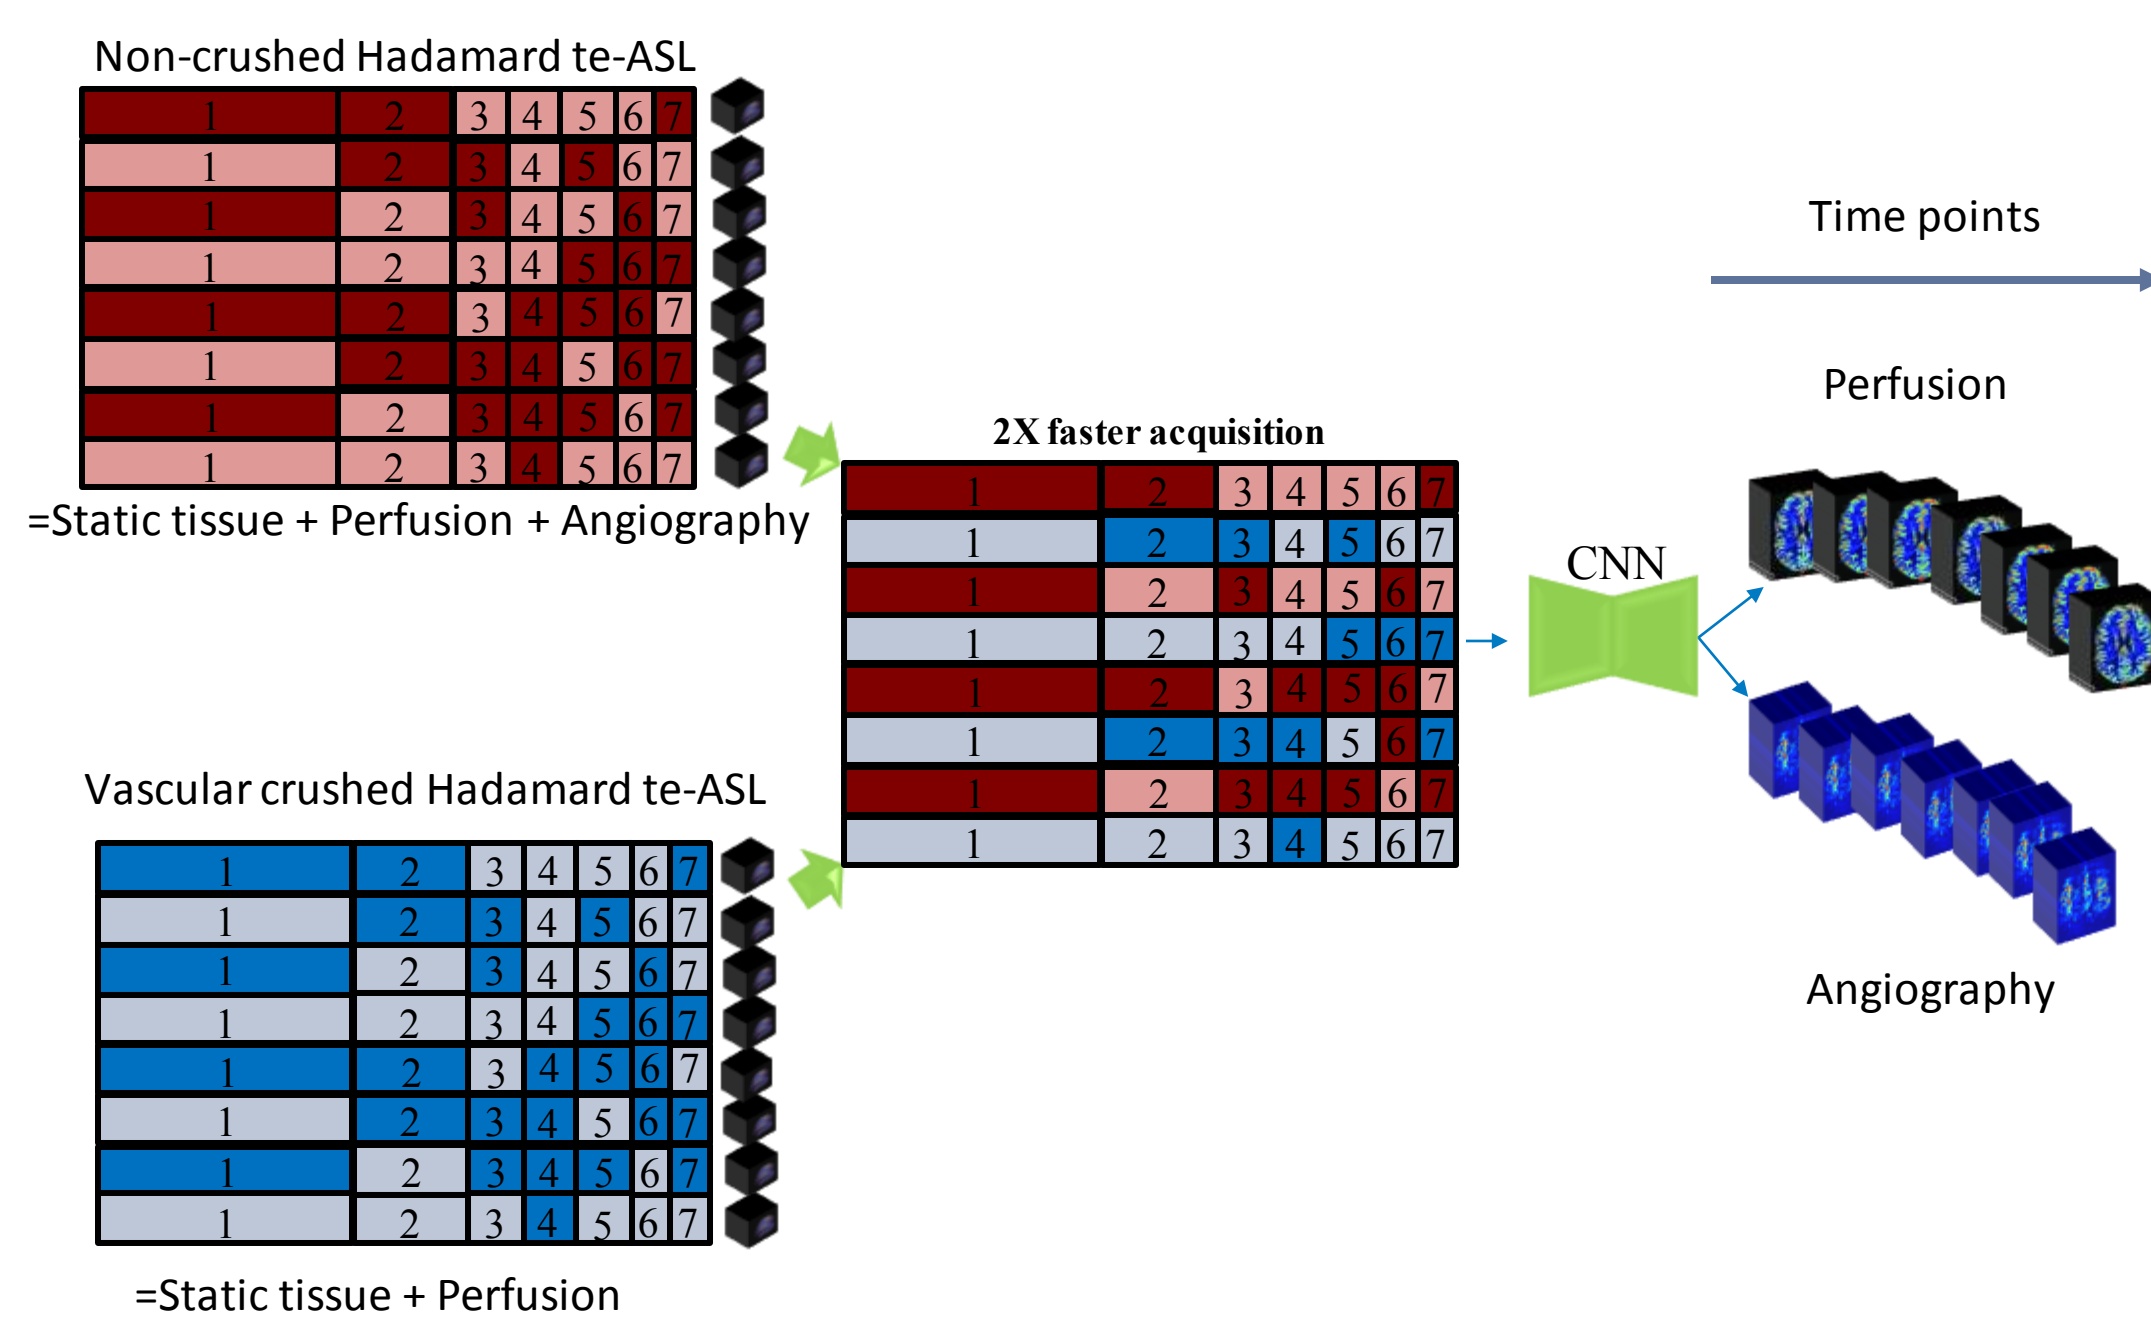 Non-crushed Hadamard te-ASL
1 2 3 4 5 6 7
1 2 3 4 5 6 7
1 2 3 4 5 6 7
1 2 3 4 5 6 7
1 2 3 4 5 6 7
1 2 3 4 5 6 7
1 2 3 4 5 6 7
1 2 3 4 5 6 7
=Static tissue + Perfusion + Angiography
Vascular crushed Hadamard te-ASL
1 2 3 4 5 6 7
1 2 3 4 5 6 7
1 2 3 4 5 6 7
1 2 3 4 5 6 7
1 2 3 4 5 6 7
1 2 3 4 5 6 7
1 2 3 4 5 6 7
1 2 3 4 5 6 7
=Static tissue + Perfusion
2X faster acquisition
1 2 3 4 5 6 7
1 2 3 4 5 6 7
1 2 3 4 5 6 7
1 2 3 4 5 6 7
1 2 3 4 5 6 7
1 2 3 4 5 6 7
1 2 3 4 5 6 7
1 2 3 4 5 6 7
CNN
Time points
Perfusion
Angiography